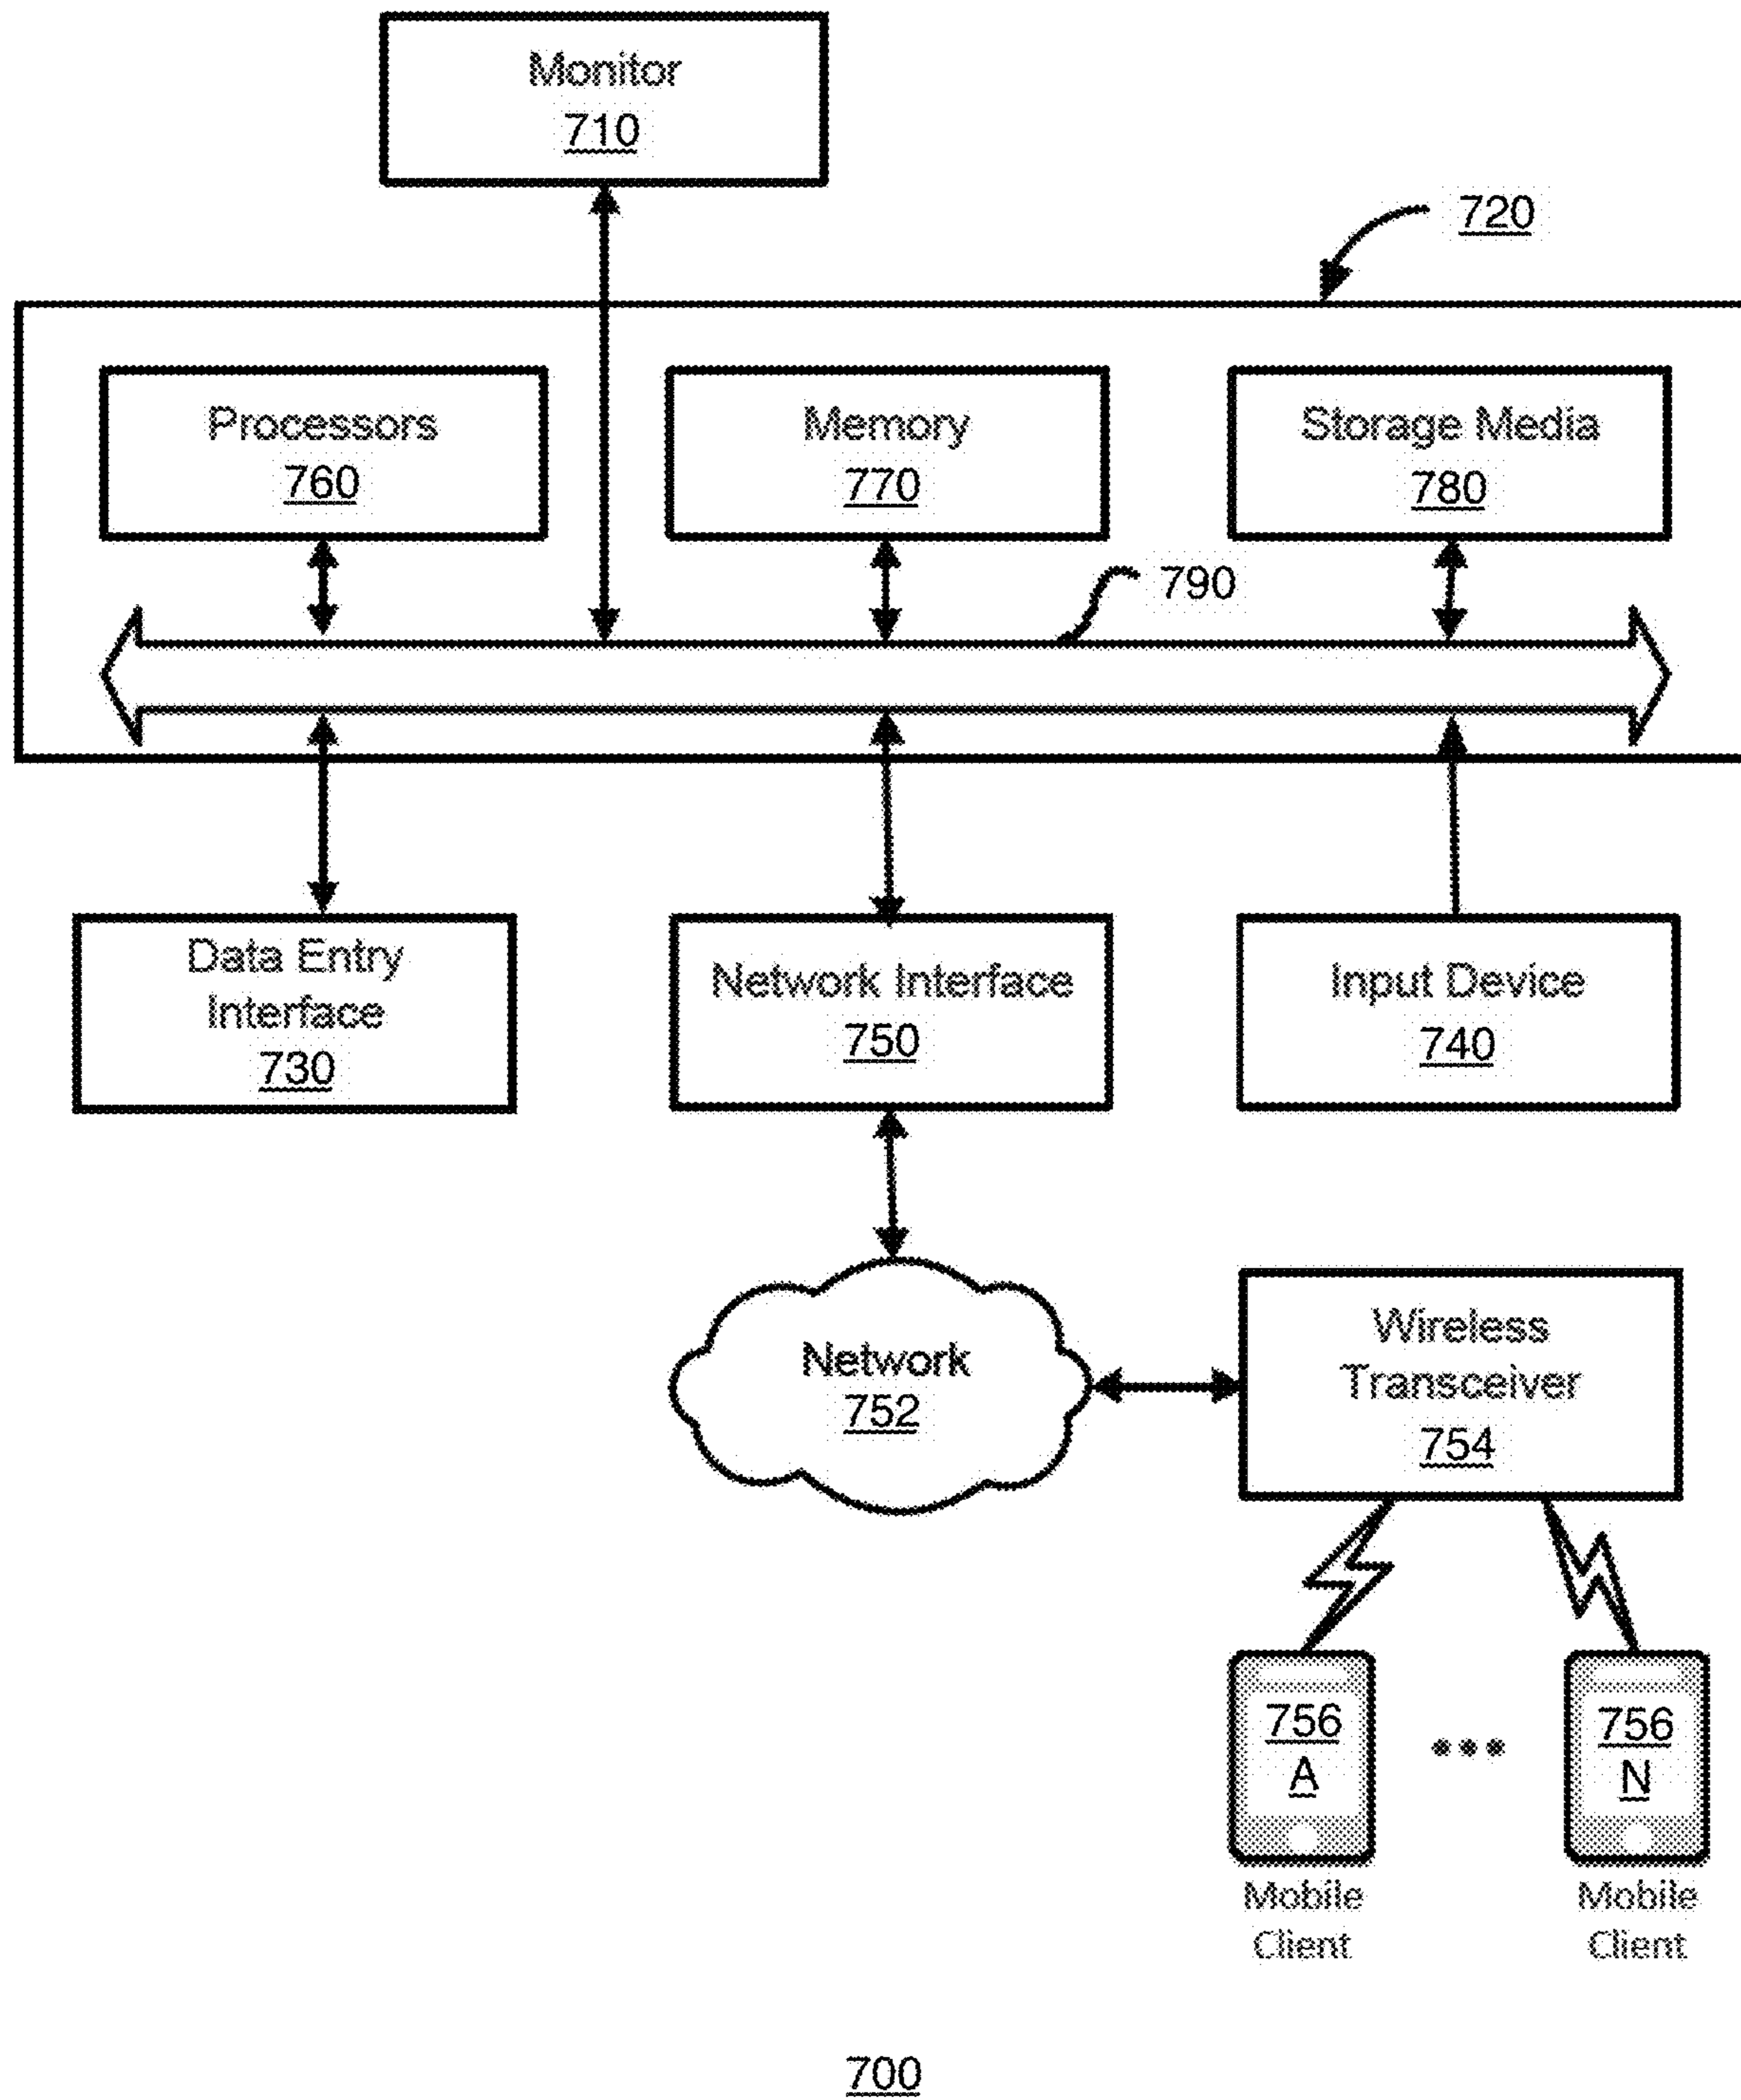 Monitor
710
720
Processors
760
Memory
770
Storage Media
780
790
Data Entry
Interface
730
Network Interface
750
Input Device
740
Network
752
Wireless
Transceiver
754
756
A
...
756
N
Mobile
Client
Mobile
Client
700